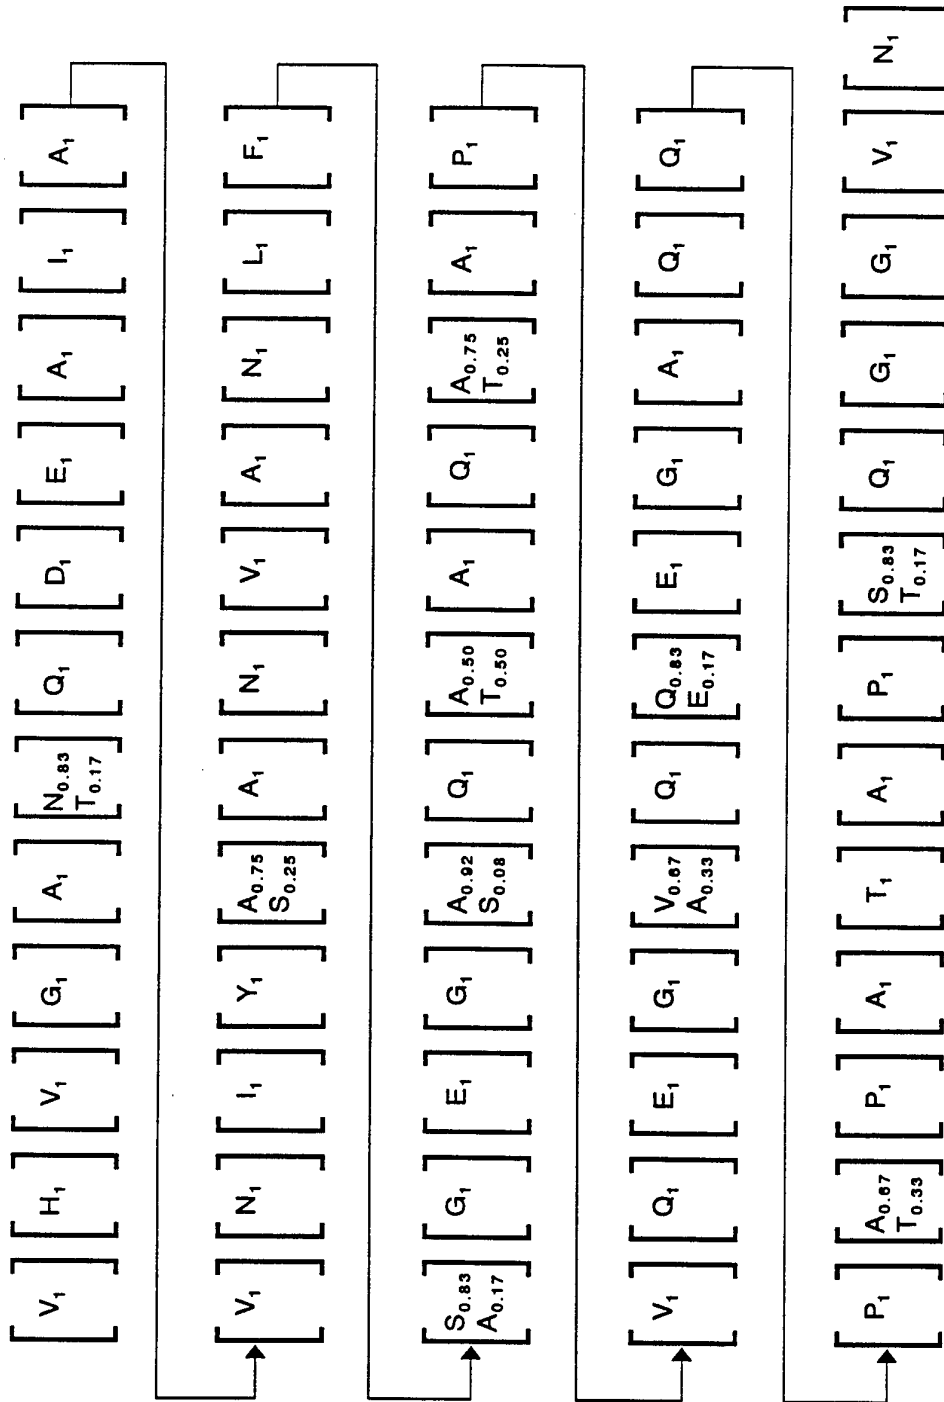 [V₁] [H₁] [V₁] [G₁] [A₁] [N₀.₈₃ T₀.₁₇] [Q₁] [D₁] [E₁] [A₁] [I₁] [A₁]
[V₁] [N₁] [I₁] [Y₁] [A₀.₇₅ S₀.₂₅] [A₁] [N₁] [V₁] [A₁] [N₁] [L₁] [F₁]
[S₀.₈₃ A₀.₁₇] [G₁] [E₁] [G₁] [A₀.₉₂ S₀.₀₈] [Q₁] [A₀.₅₀ T₀.₅₀] [A₁] [Q₁] [A₀.₇₅ T₀.₂₅] [A₁] [P₁]
[V₁] [Q₁] [E₁] [G₁] [V₀.₆₇ A₀.₃₃] [Q₁] [Q₀.₈₃ E₀.₁₇] [E₁] [G₁] [A₁] [Q₁] [Q₁]
[P₁] [A₀.₆₇ T₀.₃₃] [P₁] [A₁] [T₁] [A₁] [P₁] [S₀.₈₃ T₀.₁₇] [Q₁] [G₁] [G₁] [V₁] [N₁]